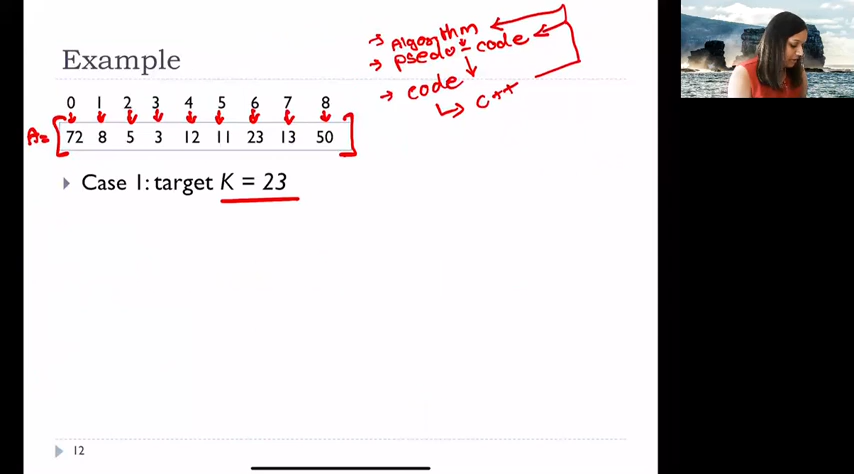 Example
→ Algorithm
→ psedo - code
→ code
↳ C++
0 1 2 3 4 5 6 7 8
A= [72 8 5 3 12 11 23 13 50]
Case 1: target K = 23
12